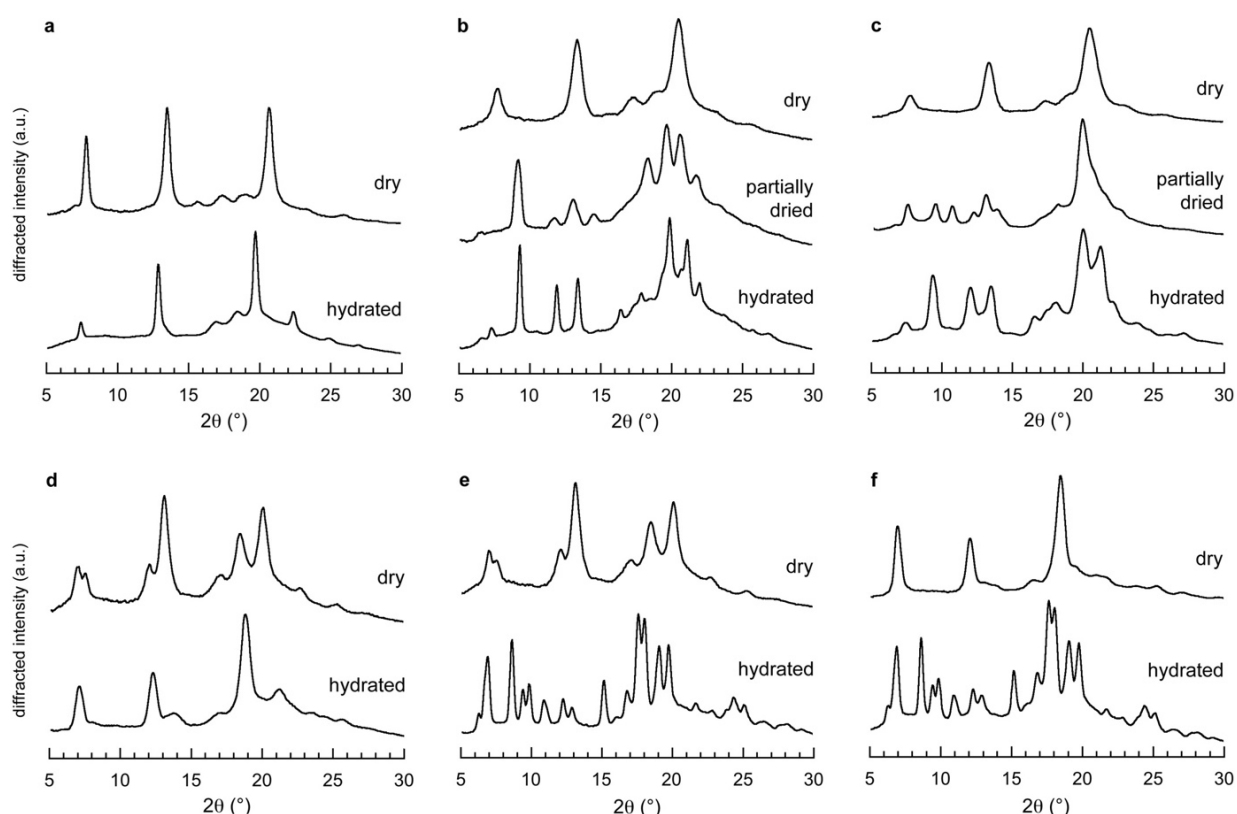 a
b
c
diffracted intensity (a.u.)
dry
hydrated
5 10 15 20 25 30
2θ (°)
dry
partially
dried
hydrated
5 10 15 20 25 30
2θ (°)
dry
partially
dried
hydrated
5 10 15 20 25 30
2θ (°)
d
e
f
diffracted intensity (a.u.)
dry
hydrated
5 10 15 20 25 30
2θ (°)
dry
hydrated
5 10 15 20 25 30
2θ (°)
dry
hydrated
5 10 15 20 25 30
2θ (°)